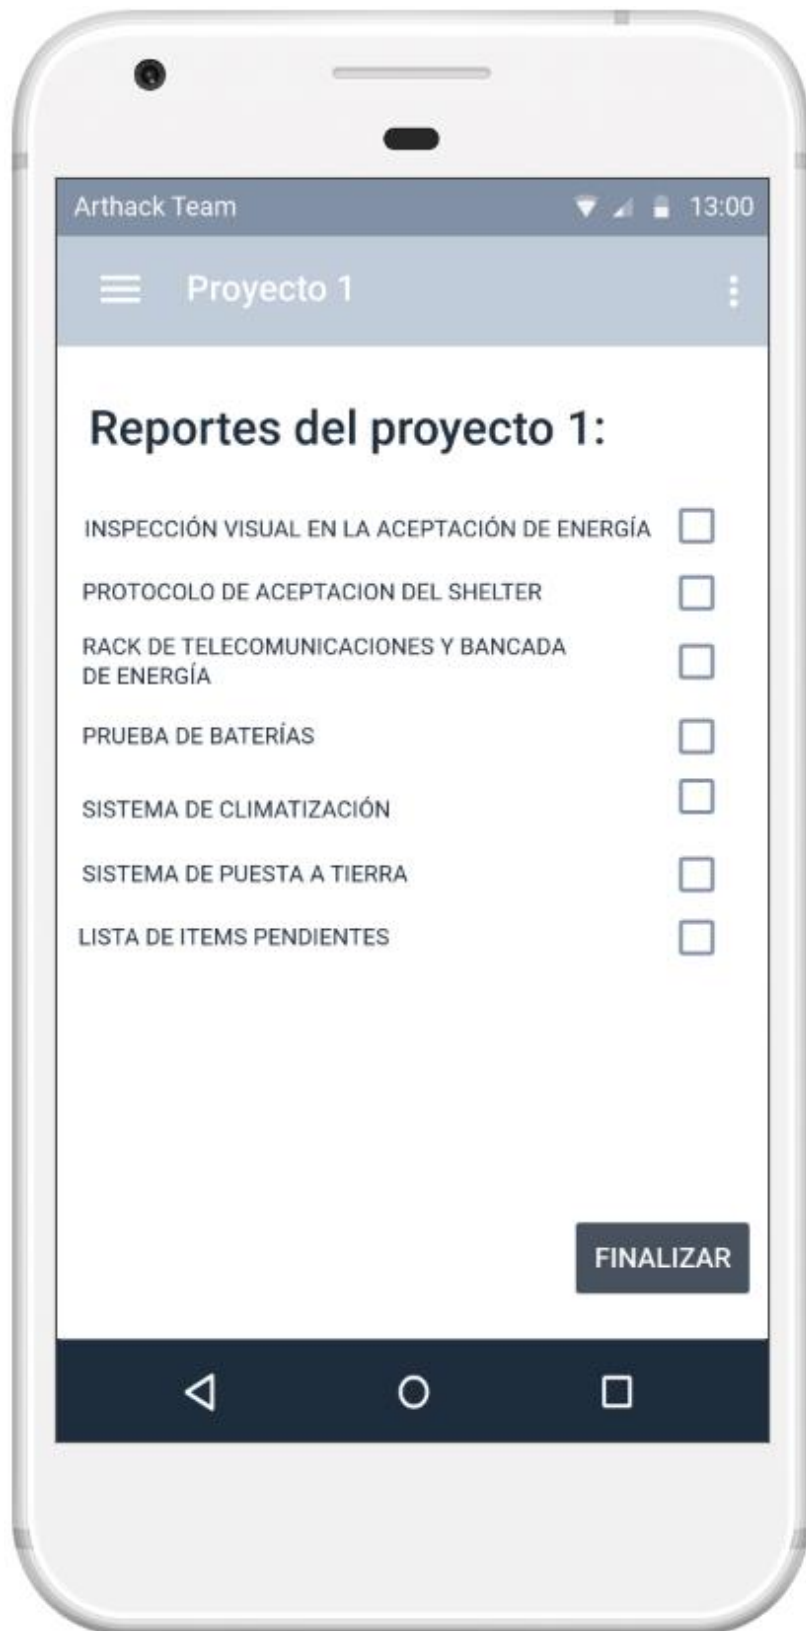 Arthack Team 13:00
Proyecto 1
Reportes del proyecto 1:
INSPECCIÓN VISUAL EN LA ACEPTACIÓN DE ENERGÍA
PROTOCOLO DE ACEPTACION DEL SHELTER
RACK DE TELECOMUNICACIONES Y BANCADA
DE ENERGÍA
PRUEBA DE BATERÍAS
SISTEMA DE CLIMATIZACIÓN
SISTEMA DE PUESTA A TIERRA
LISTA DE ITEMS PENDIENTES
FINALIZAR